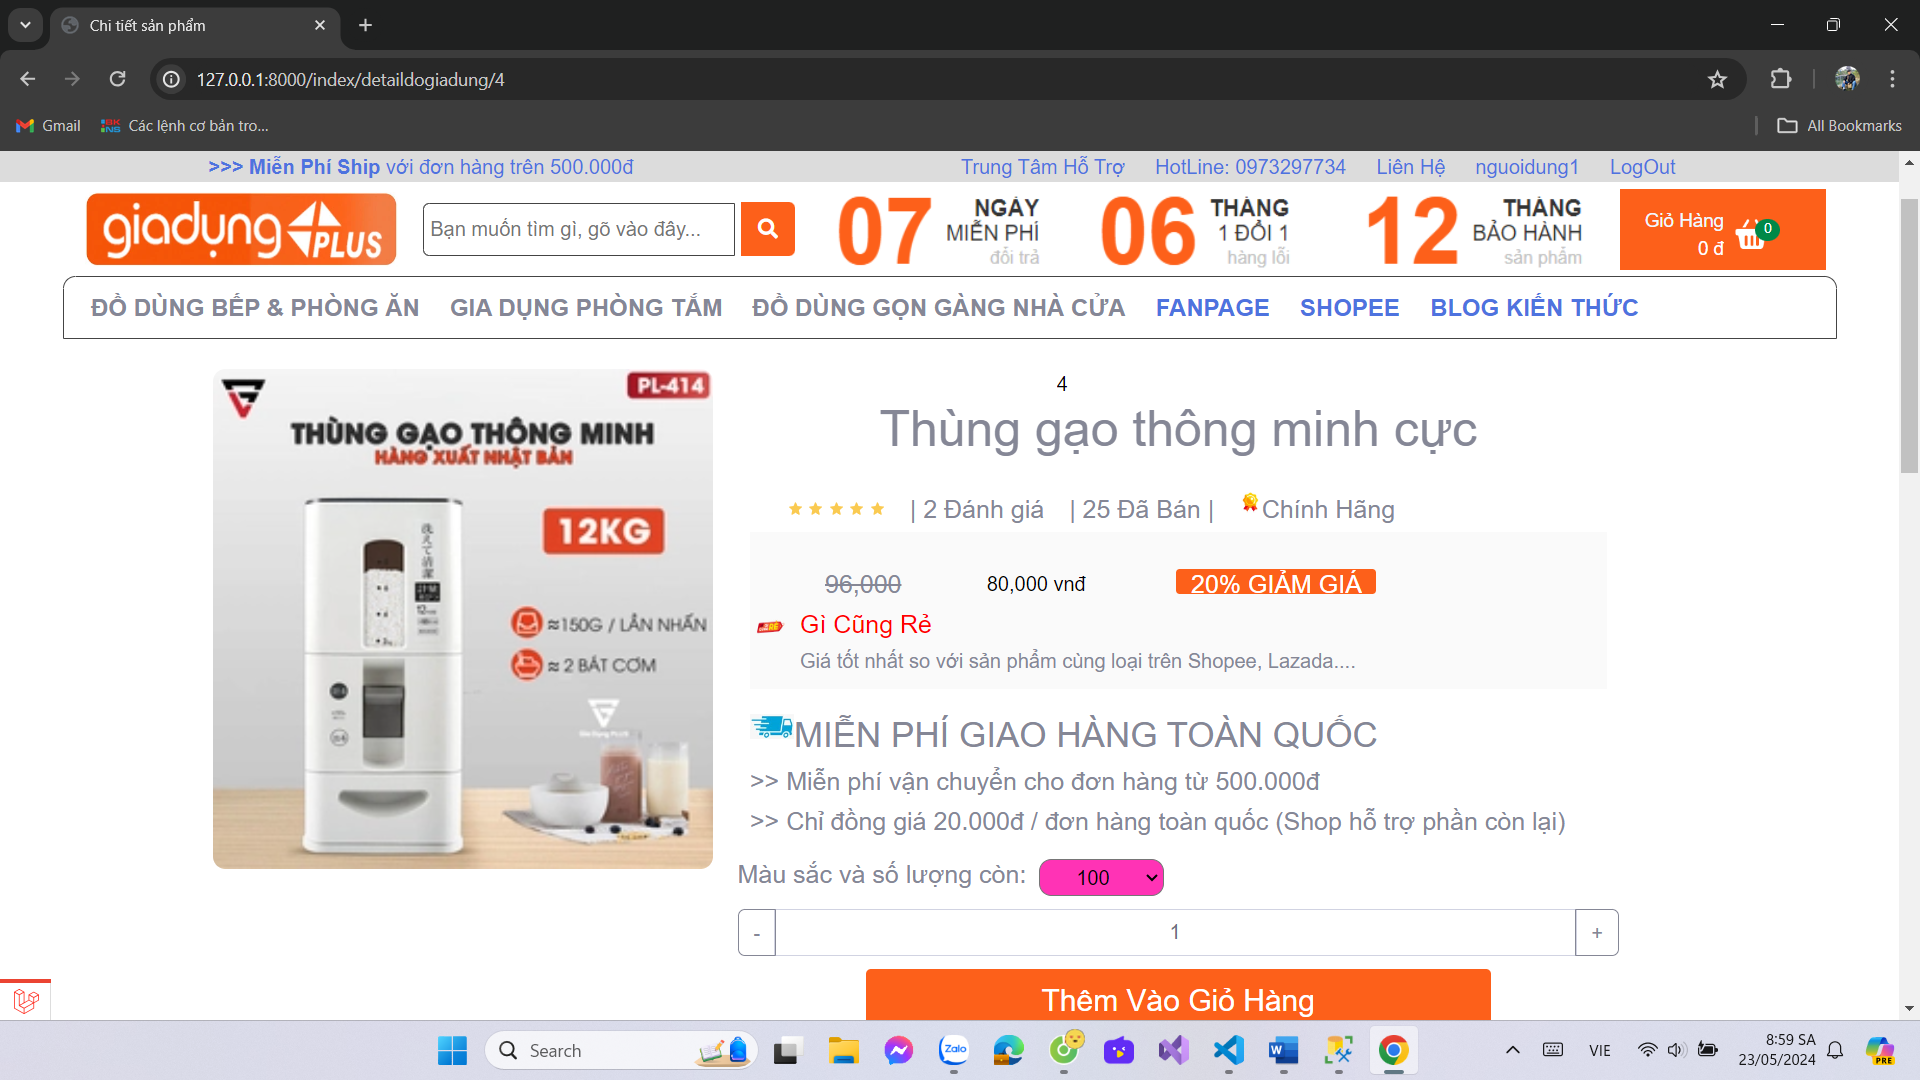 Chi tiết sản phẩm
127.0.0.1:8000/index/detaildogiadung/4
Gmail
Các lệnh cơ bản tro...
All Bookmarks
>>> Miễn Phí Ship với đơn hàng trên 500.000đ
Trung Tâm Hỗ Trợ
HotLine: 0973297734
Liên Hệ
nguoidung1
LogOut
giadụng PLUS
Bạn muốn tìm gì, gõ vào đây...
07 NGÀY
MIỄN PHÍ
đổi trả
06 THÁNG
1 ĐỔI 1
hàng lỗi
12 THÁNG
BẢO HÀNH
sản phẩm
Giỏ Hàng
0 đ
0
ĐỒ DÙNG BẾP & PHÒNG ĂN
GIA DỤNG PHÒNG TẮM
ĐỒ DÙNG GỌN GÀNG NHÀ CỬA
FANPAGE
SHOPEE
BLOG KIẾN THỨC
PL-414
THÙNG GẠO THÔNG MINH
HÀNG XUẤT NHẬT BẢN
12KG
洗えて清潔
≈150G / LẦN NHẤN
≈ 2 BÁT CƠM
4
Thùng gạo thông minh cực
| 2 Đánh giá
| 25 Đã Bán |
Chính Hãng
96,000
80,000 vnđ
20% GIẢM GIÁ
Gì Cũng Rẻ
Giá tốt nhất so với sản phẩm cùng loại trên Shopee, Lazada....
MIỄN PHÍ GIAO HÀNG TOÀN QUỐC
>> Miễn phí vận chuyển cho đơn hàng từ 500.000đ
>> Chỉ đồng giá 20.000đ / đơn hàng toàn quốc (Shop hỗ trợ phần còn lại)
Màu sắc và số lượng còn:
100
-
1
+
Thêm Vào Giỏ Hàng
Search
Zalo
VIE
8:59 SA
23/05/2024
PRE